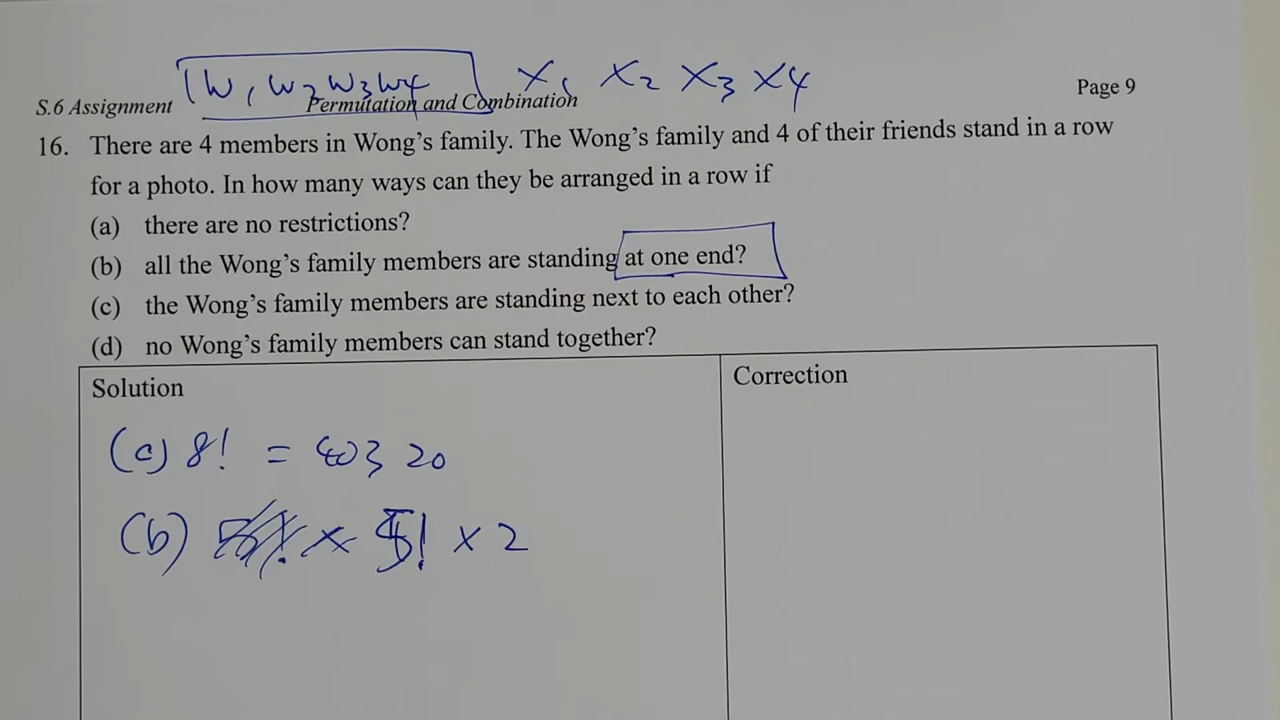 W1 W2 W3 W4 X1 X2 X3 X4
S.6 Assignment Permutation and Combination Page 9
16. There are 4 members in Wong's family. The Wong's family and 4 of their friends stand in a row
for a photo. In how many ways can they be arranged in a row if
(a) there are no restrictions?
(b) all the Wong's family members are standing at one end?
(c) the Wong's family members are standing next to each other?
(d) no Wong's family members can stand together?
Solution Correction
(a) 8! = 40320
(b) × ! × 2